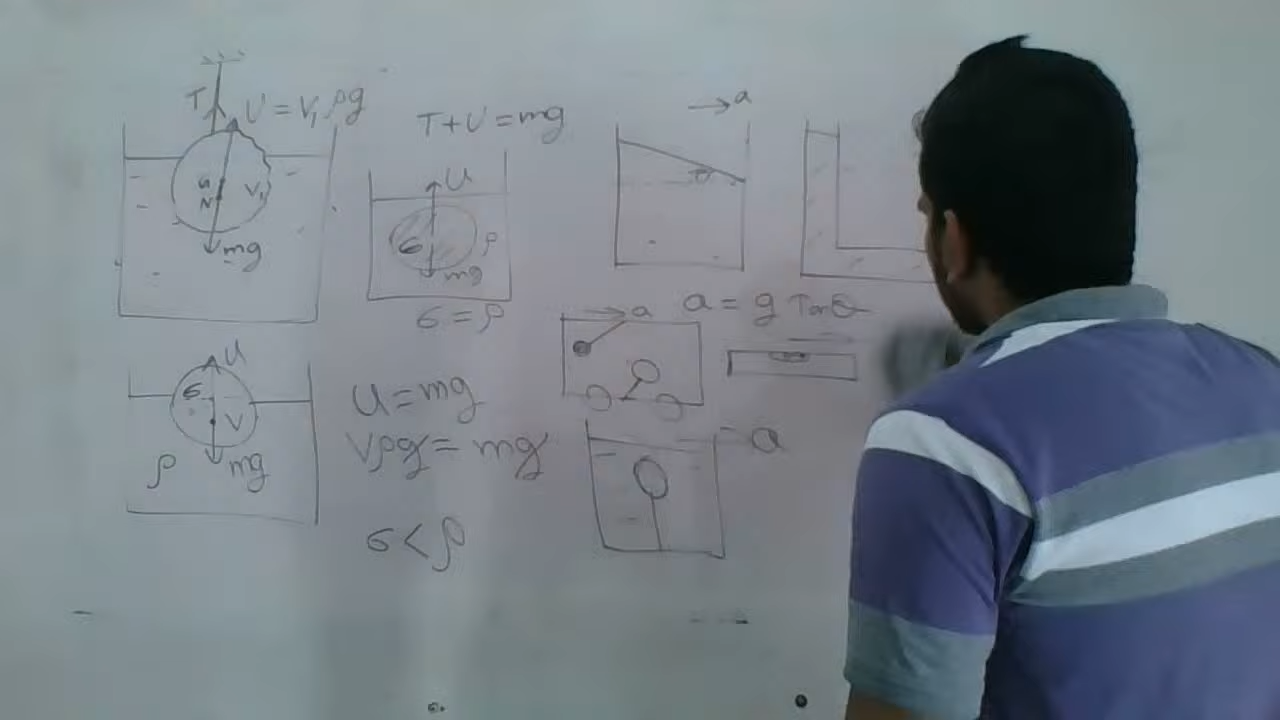 T
U = V₁ρg
T + U = mg
→ a
V₁
mg
U
σ
ρ
mg
σ = ρ
→ a
a = g Tanθ
U
σ
V
mg
ρ
U = mg
Vρg = mg
a
σ < ρ